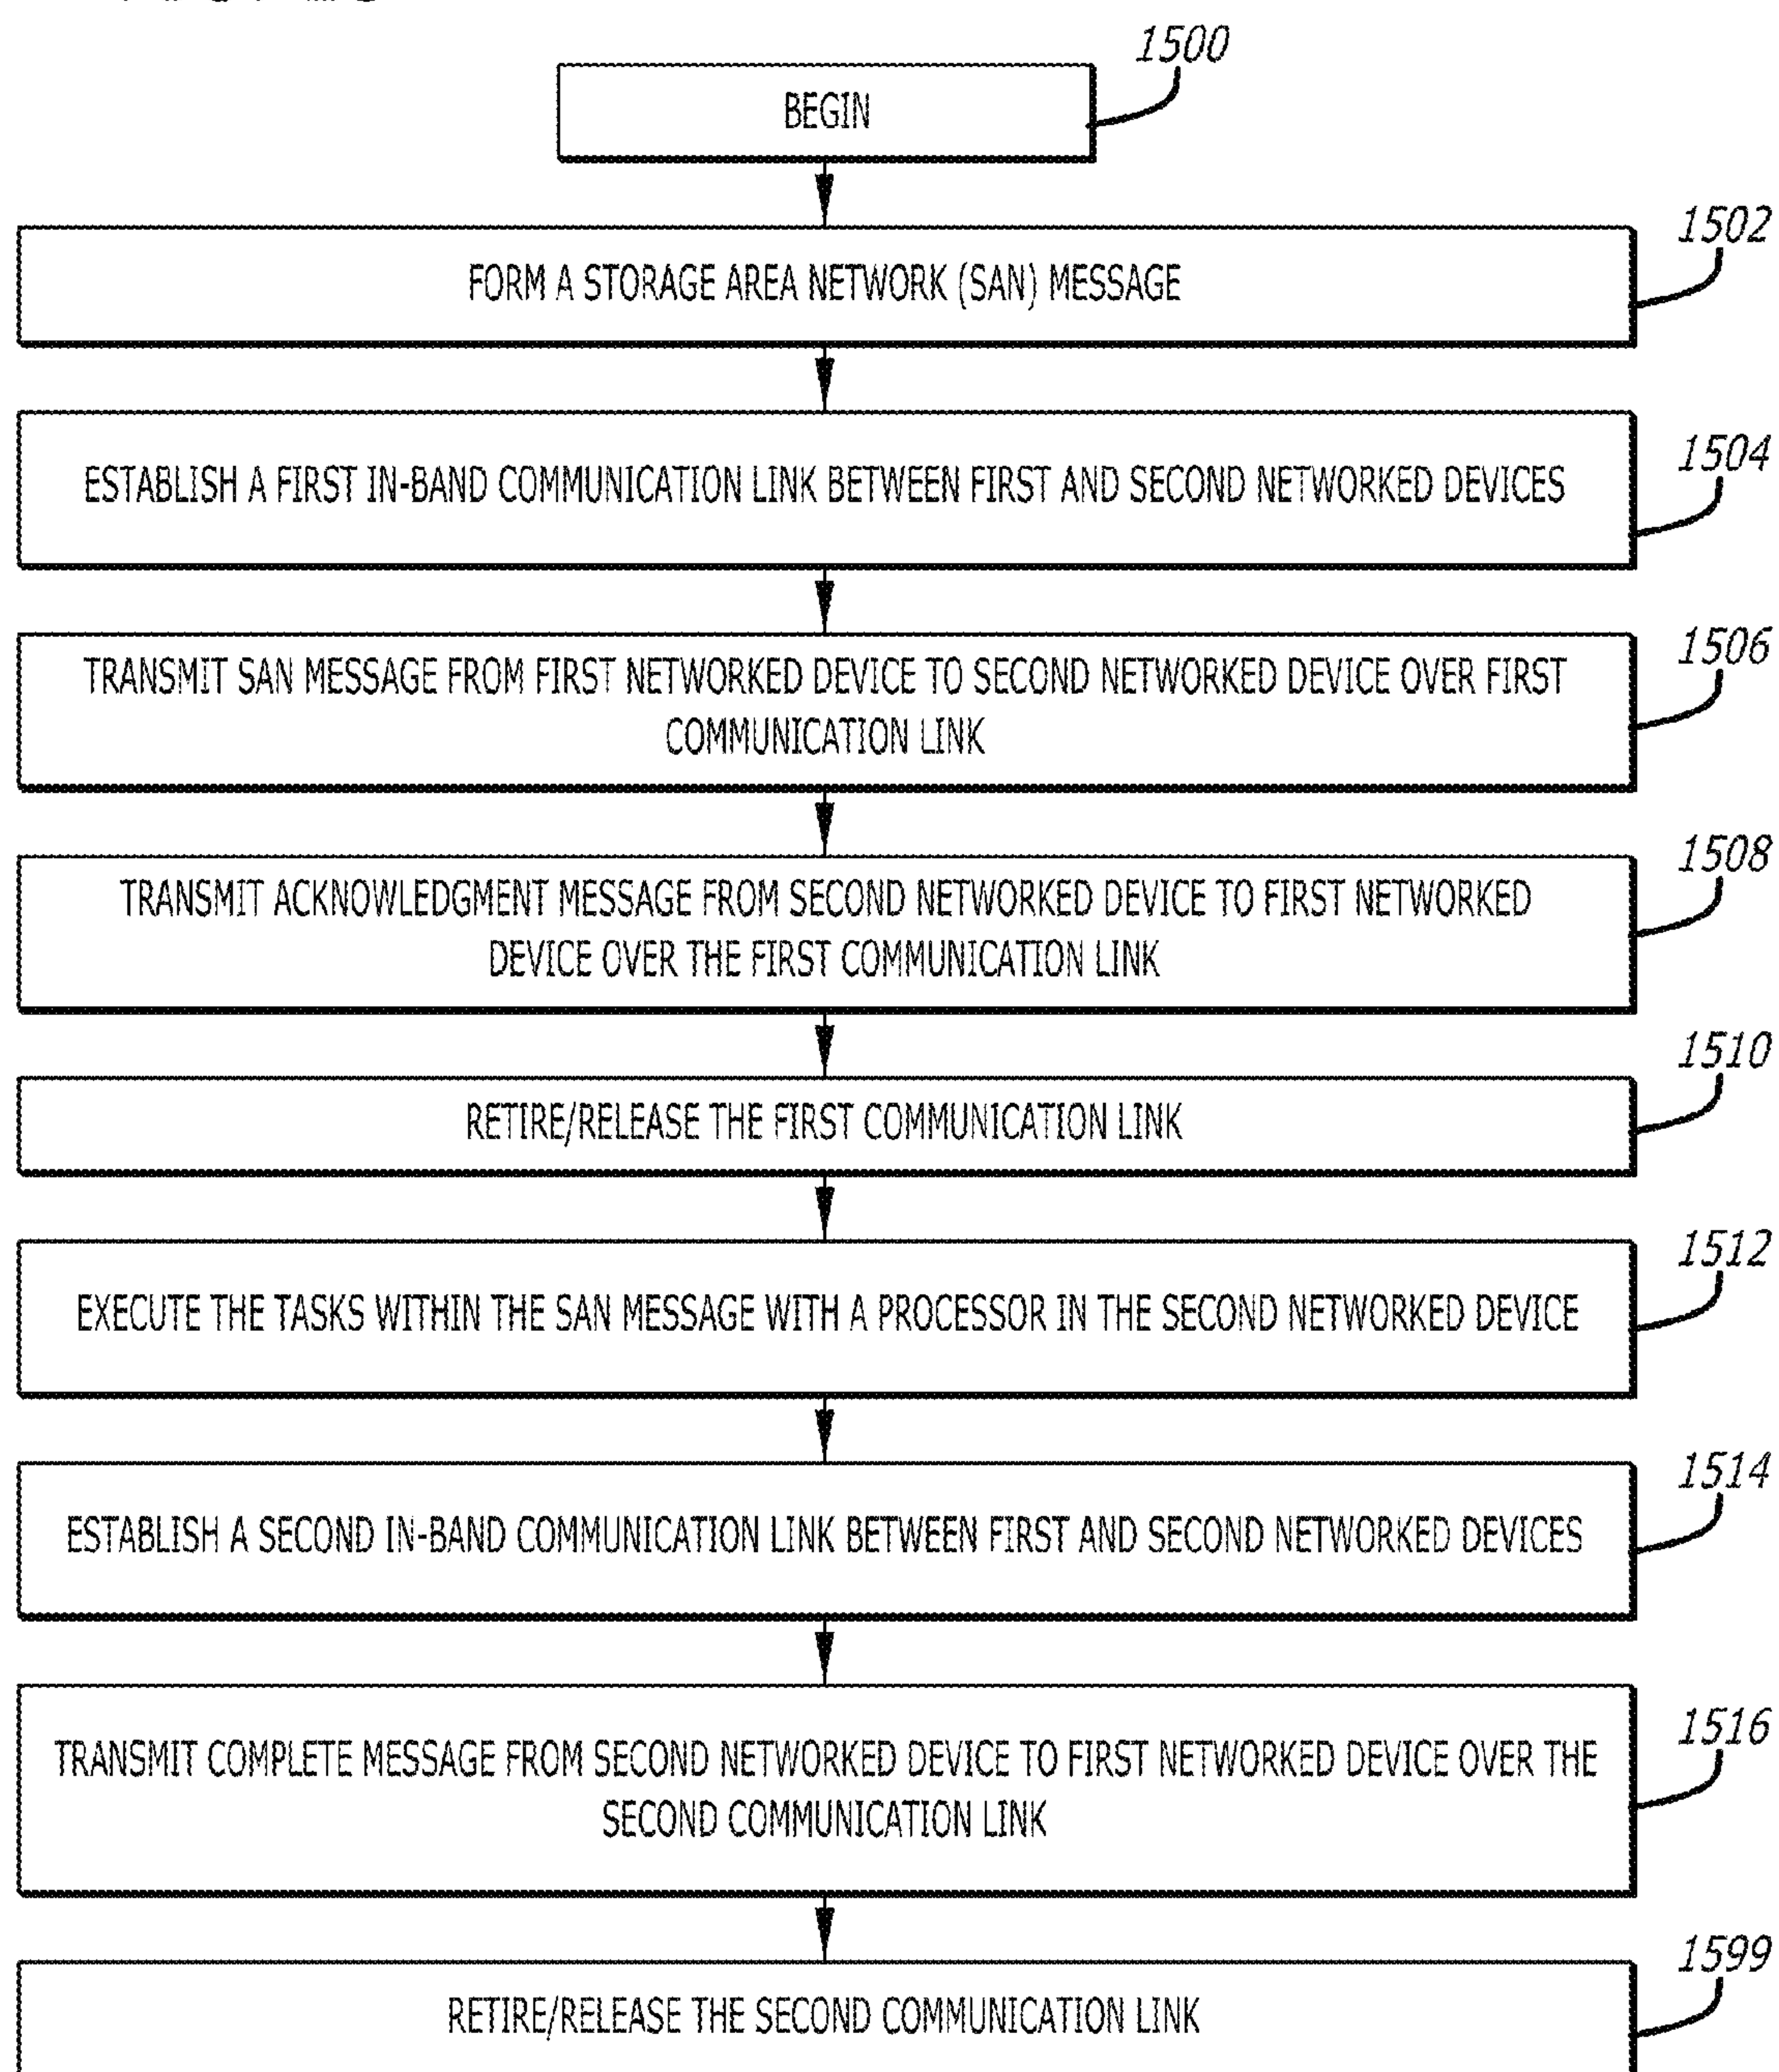 1500
BEGIN
1502
FORM A STORAGE AREA NETWORK (SAN) MESSAGE
1504
ESTABLISH A FIRST IN-BAND COMMUNICATION LINK BETWEEN FIRST AND SECOND NETWORKED DEVICES
1506
TRANSMIT SAN MESSAGE FROM FIRST NETWORKED DEVICE TO SECOND NETWORKED DEVICE OVER FIRST
COMMUNICATION LINK
1508
TRANSMIT ACKNOWLEDGMENT MESSAGE FROM SECOND NETWORKED DEVICE TO FIRST NETWORKED
DEVICE OVER THE FIRST COMMUNICATION LINK
1510
RETIRE/RELEASE THE FIRST COMMUNICATION LINK
1512
EXECUTE THE TASKS WITHIN THE SAN MESSAGE WITH A PROCESSOR IN THE SECOND NETWORKED DEVICE
1514
ESTABLISH A SECOND IN-BAND COMMUNICATION LINK BETWEEN FIRST AND SECOND NETWORKED DEVICES
1516
TRANSMIT COMPLETE MESSAGE FROM SECOND NETWORKED DEVICE TO FIRST NETWORKED DEVICE OVER THE
SECOND COMMUNICATION LINK
1599
RETIRE/RELEASE THE SECOND COMMUNICATION LINK